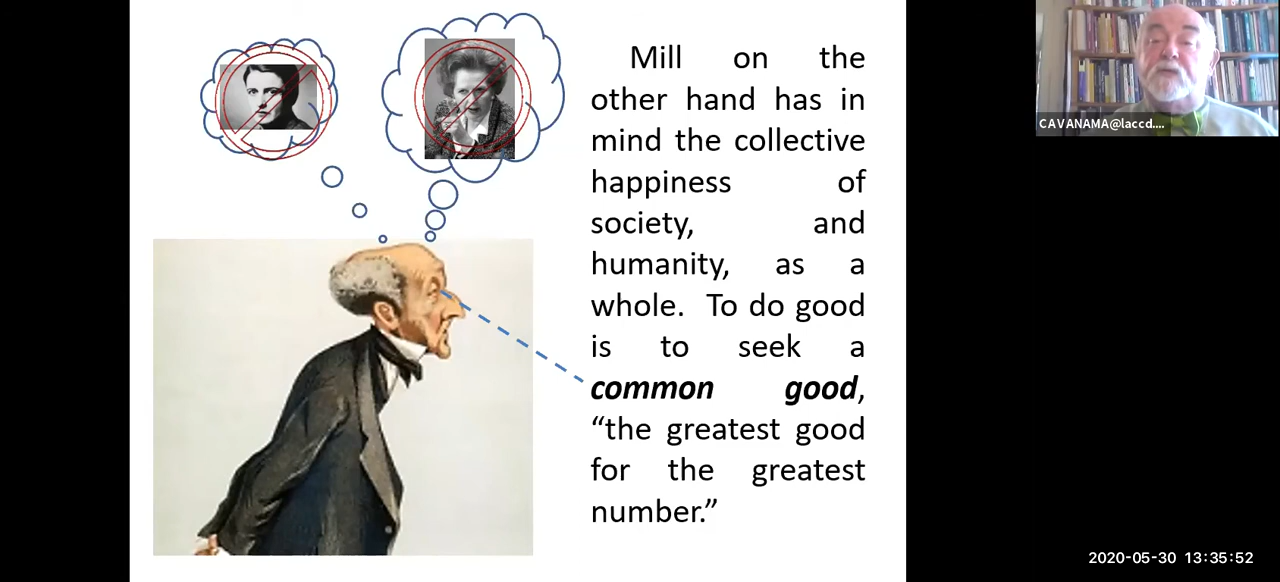 Mill on the
other hand has in
mind the collective
happiness of
society, and
humanity, as a
whole. To do good
is to seek a
common good,
“the greatest good
for the greatest
number.”
CAVANAMA@laccd....
2020-05-30 13:35:52